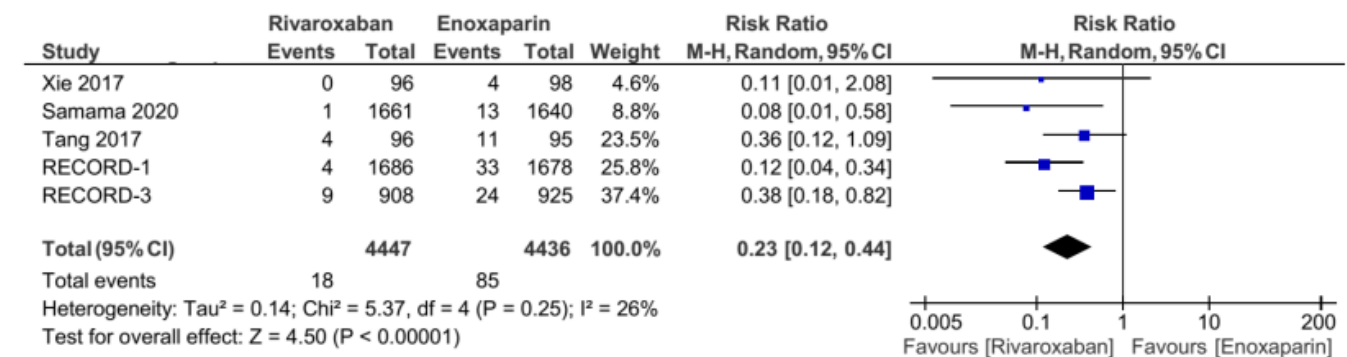 Rivaroxaban Enoxaparin Risk Ratio Risk Ratio
Study Events Total Events Total Weight M-H, Random, 95% CI M-H, Random, 95% CI
Xie 2017 0 96 4 98 4.6% 0.11 [0.01, 2.08]
Samama 2020 1 1661 13 1640 8.8% 0.08 [0.01, 0.58]
Tang 2017 4 96 11 95 23.5% 0.36 [0.12, 1.09]
RECORD-1 4 1686 33 1678 25.8% 0.12 [0.04, 0.34]
RECORD-3 9 908 24 925 37.4% 0.38 [0.18, 0.82]
Total (95% CI) 4447 4436 100.0% 0.23 [0.12, 0.44]
Total events 18 85
Heterogeneity: Tau² = 0.14; Chi² = 5.37, df = 4 (P = 0.25); I² = 26%
Test for overall effect: Z = 4.50 (P < 0.00001)
0.005 0.1 1 10 200
Favours [Rivaroxaban] Favours [Enoxaparin]